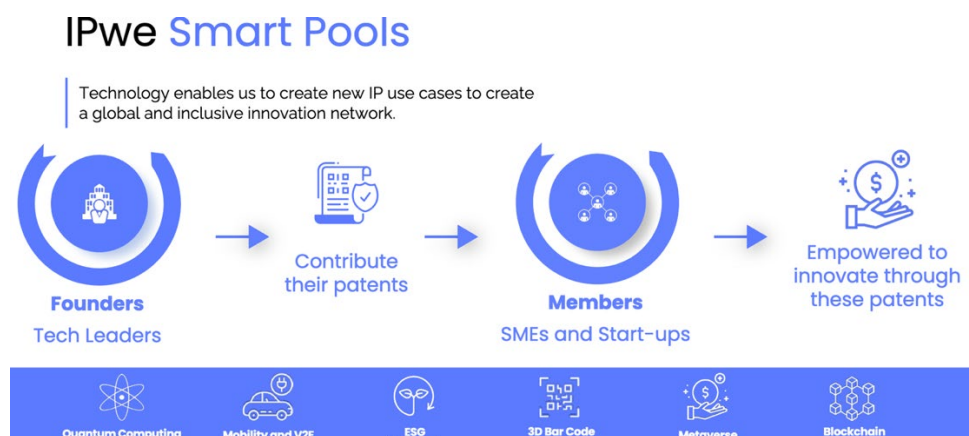 IPwe Smart Pools
Technology enables us to create new IP use cases to create
a global and inclusive innovation network.
Contribute
their patents
Empowered to
innovate through
these patents
Founders
Tech Leaders
Members
SMEs and Start-ups
Quantum Computing
Mobility and V2E
ESG
3D Bar Code
Metaverse
Blockchain